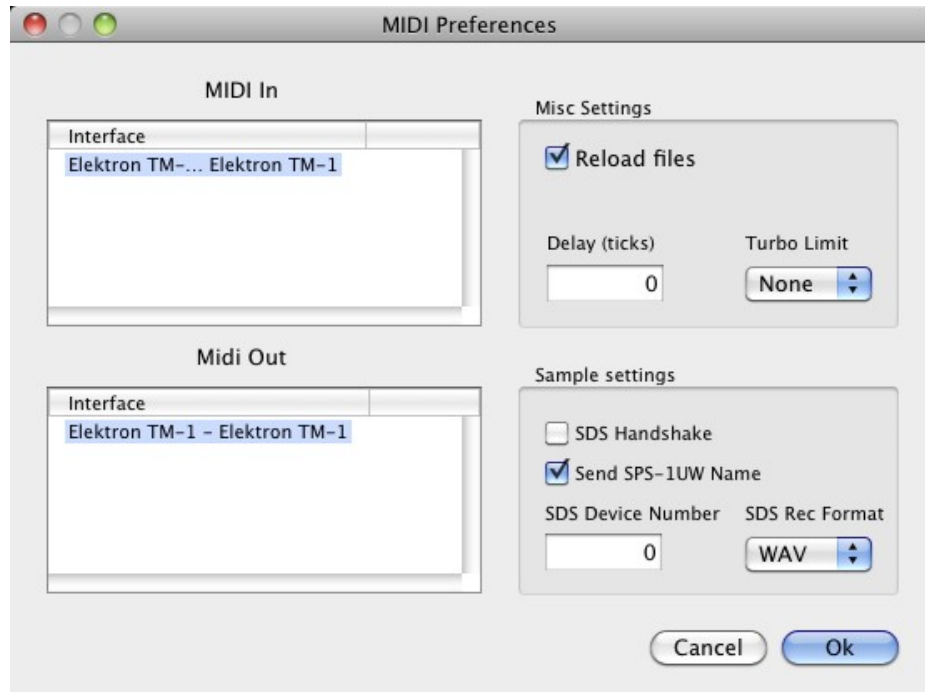 MIDI Preferences
MIDI In
Interface
Elektron TM-... Elektron TM-1
Midi Out
Interface
Elektron TM-1 - Elektron TM-1
Misc Settings
Reload files
Delay (ticks) Turbo Limit
0 None
Sample settings
SDS Handshake
Send SPS-1UW Name
SDS Device Number SDS Rec Format
0 WAV
Cancel Ok